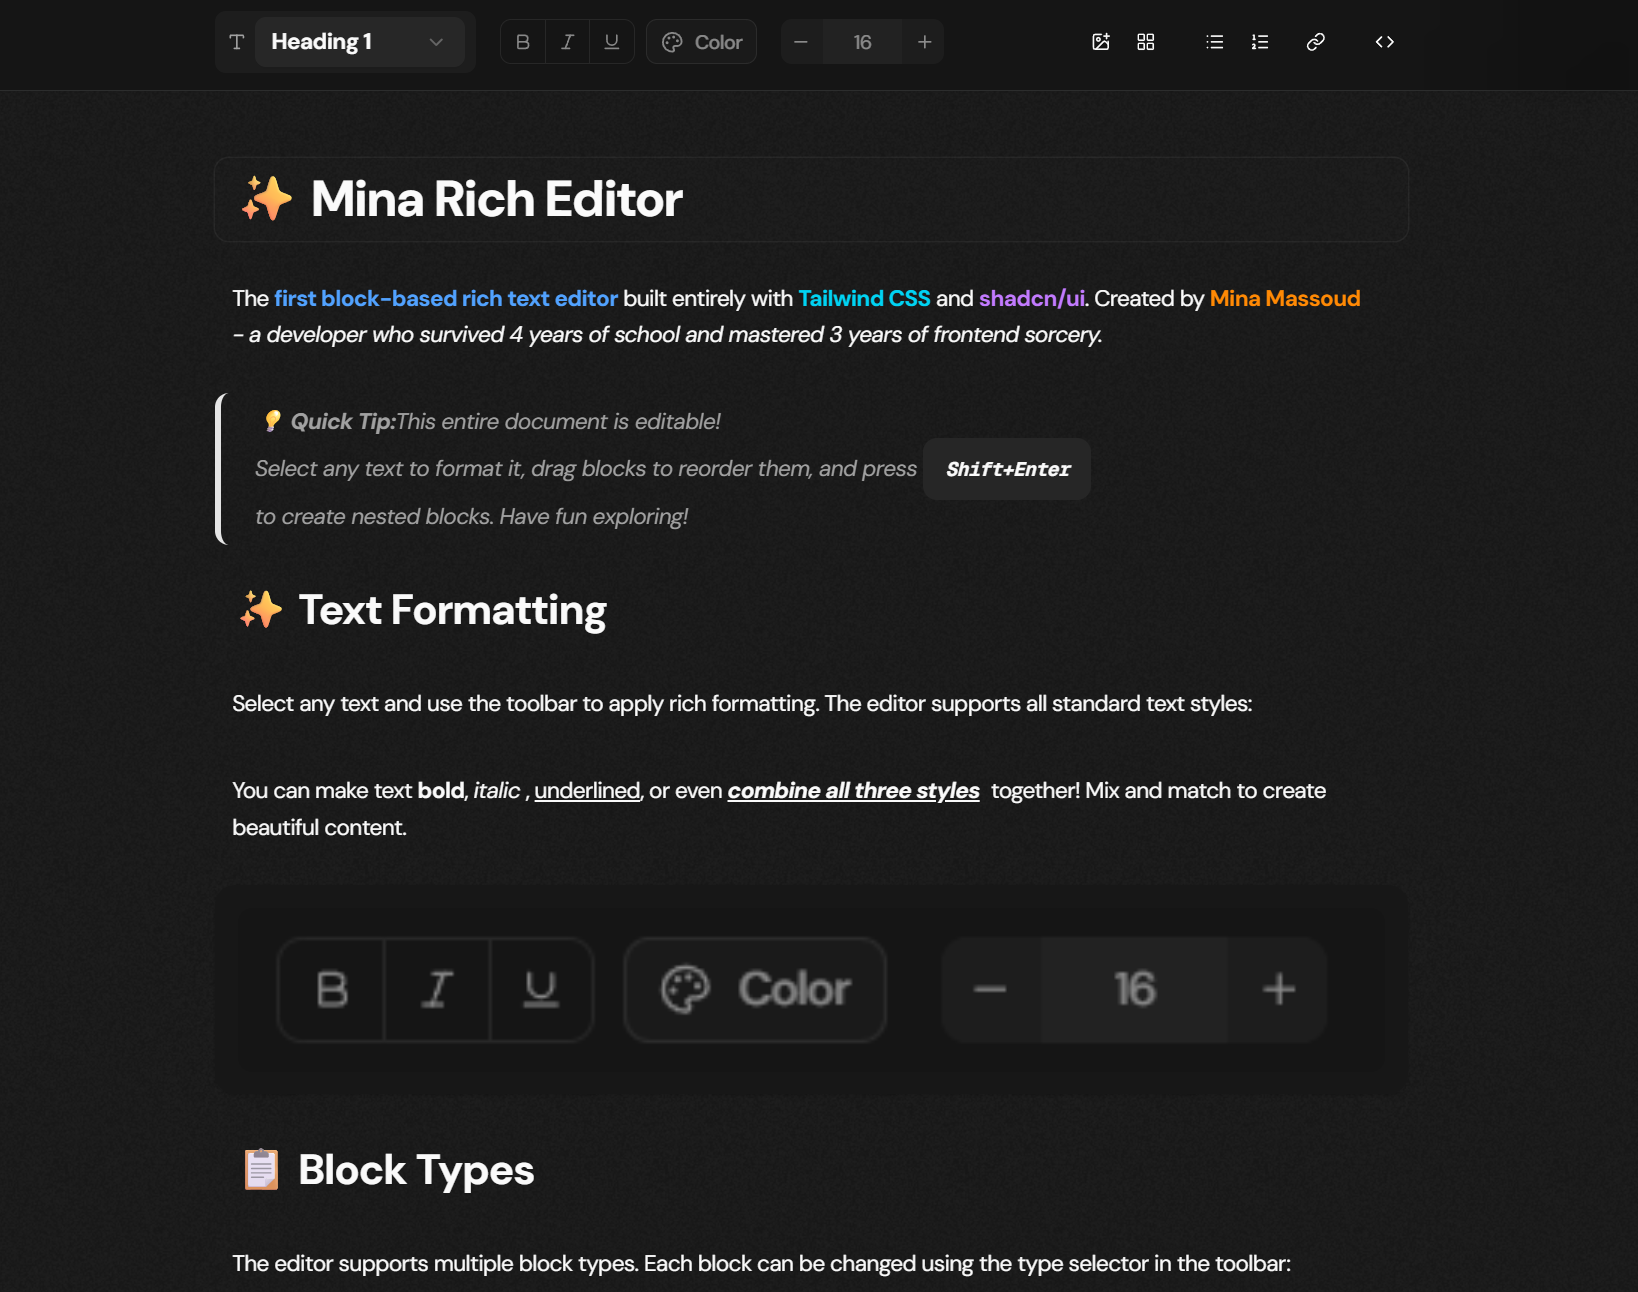 Heading 1
B I U Color − 16 +
✨ Mina Rich Editor
The first block-based rich text editor built entirely with Tailwind CSS and shadcn/ui. Created by Mina Massoud
- a developer who survived 4 years of school and mastered 3 years of frontend sorcery.
💡 Quick Tip:This entire document is editable!
Select any text to format it, drag blocks to reorder them, and press Shift+Enter
to create nested blocks. Have fun exploring!
✨ Text Formatting
Select any text and use the toolbar to apply rich formatting. The editor supports all standard text styles:
You can make text bold, italic , underlined, or even combine all three styles together! Mix and match to create
beautiful content.
B I U Color − 16 +
📋 Block Types
The editor supports multiple block types. Each block can be changed using the type selector in the toolbar: